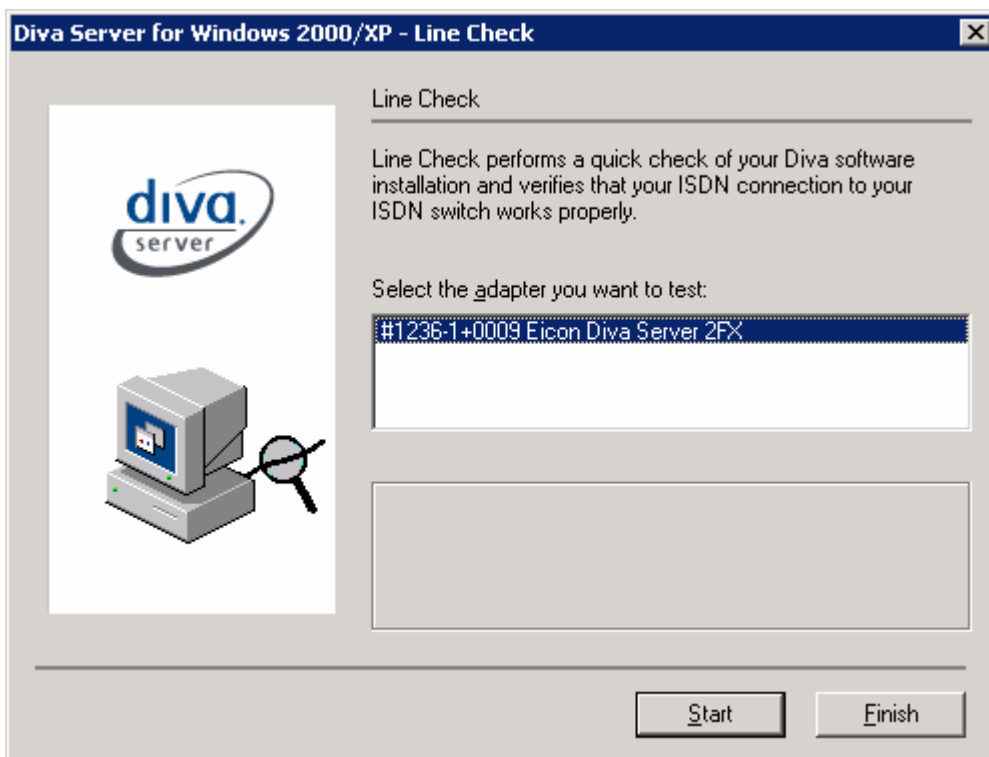 Diva Server for Windows 2000/XP - Line Check
diva.
server
Line Check
Line Check performs a quick check of your Diva software
installation and verifies that your ISDN connection to your
ISDN switch works properly.
Select the adapter you want to test:
#1236-1+0009 Eicon Diva Server 2FX
Start
Finish